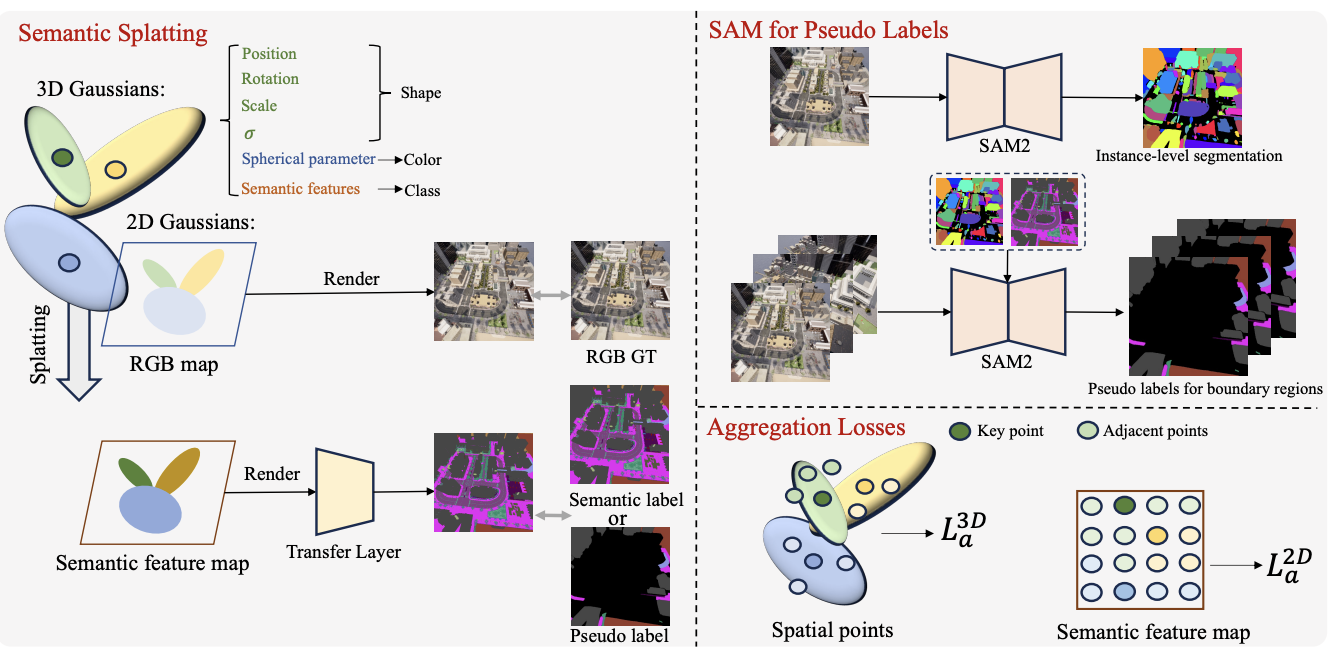 Semantic Splatting
3D Gaussians:
Position
Rotation
Scale
σ
Shape
Spherical parameter
Color
Semantic features
Class
2D Gaussians:
Splatting
RGB map
Render
RGB GT
Semantic feature map
Render
Transfer Layer
Semantic label
or
Pseudo label
SAM for Pseudo Labels
SAM2
Instance-level segmentation
SAM2
Pseudo labels for boundary regions
Aggregation Losses
Key point
Adjacent points
Spatial points
L_a^{3D}
Semantic feature map
L_a^{2D}